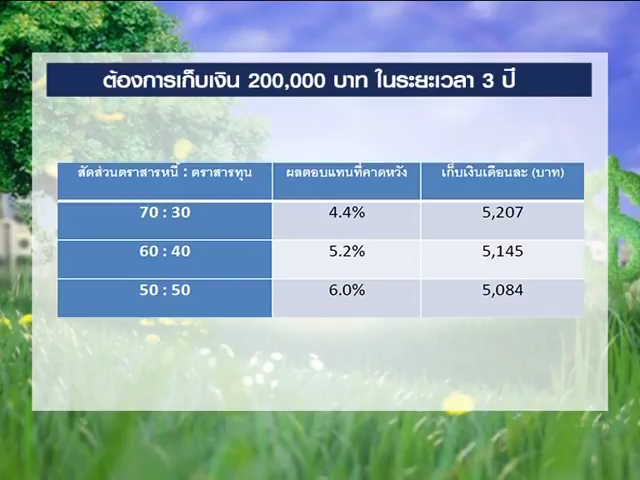 ต้องการเก็บเงิน 200,000 บาท ในระยะเวลา 3 ปี
สัดส่วนตราสารหนี้ : ตราสารทุน ผลตอบแทนที่คาดหวัง เก็บเงินเดือนละ (บาท)
70 : 30 4.4% 5,207
60 : 40 5.2% 5,145
50 : 50 6.0% 5,084